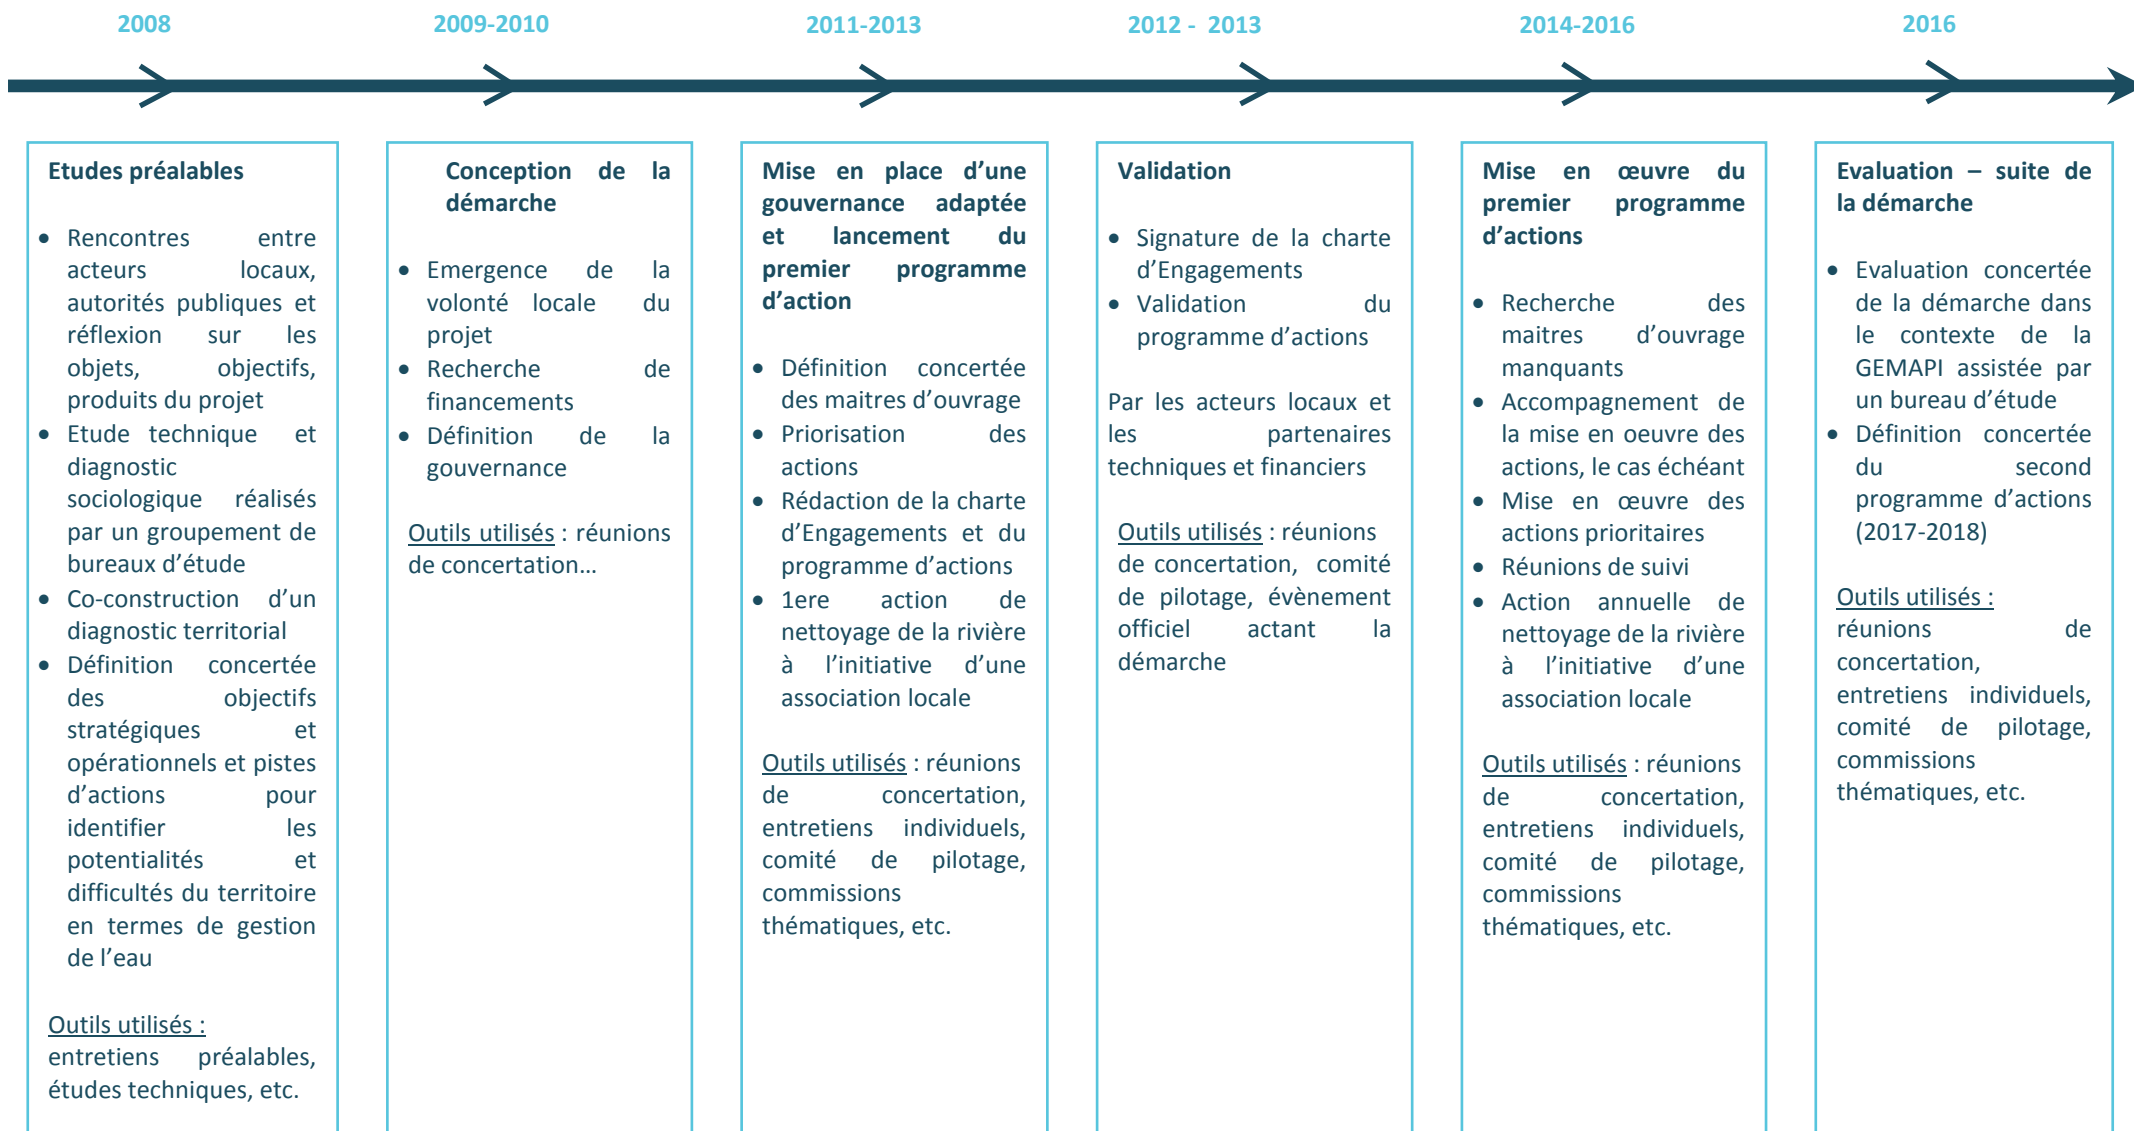 2008
2009-2010
2011-2013
2012 - 2013
2014-2016
2016
Etudes préalables
• Rencontres entre
acteurs locaux,
autorités publiques et
réflexion sur les
objets, objectifs,
produits du projet
• Etude technique et
diagnostic
sociologique réalisés
par un groupement de
bureaux d’étude
• Co-construction d’un
diagnostic territorial
• Définition concertée
des objectifs
stratégiques et
opérationnels et pistes
d’actions pour
identifier les
potentialités et
difficultés du territoire
en termes de gestion
de l’eau
Outils utilisés :
entretiens préalables,
études techniques, etc.
Conception de la
démarche
• Emergence de la
volonté locale du
projet
• Recherche de
financements
• Définition de la
gouvernance
Outils utilisés : réunions
de concertation…
Mise en place d’une
gouvernance adaptée
et lancement du
premier programme
d’action
• Définition concertée
des maitres d’ouvrage
• Priorisation des
actions
• Rédaction de la charte
d’Engagements et du
programme d’actions
• 1ere action de
nettoyage de la rivière
à l’initiative d’une
association locale
Outils utilisés : réunions
de concertation,
entretiens individuels,
comité de pilotage,
commissions
thématiques, etc.
Validation
• Signature de la charte
d’Engagements
• Validation du
programme d’actions
Par les acteurs locaux et
les partenaires
techniques et financiers
Outils utilisés : réunions
de concertation, comité
de pilotage, évènement
officiel actant la
démarche
Mise en œuvre du
premier programme
d’actions
• Recherche des
maitres d’ouvrage
manquants
• Accompagnement de
la mise en oeuvre des
actions, le cas échéant
• Mise en œuvre des
actions prioritaires
• Réunions de suivi
• Action annuelle de
nettoyage de la rivière
à l’initiative d’une
association locale
Outils utilisés : réunions
de concertation,
entretiens individuels,
comité de pilotage,
commissions
thématiques, etc.
Evaluation – suite de
la démarche
• Evaluation concertée
de la démarche dans
le contexte de la
GEMAPI assistée par
un bureau d’étude
• Définition concertée
du second
programme d’actions
(2017-2018)
Outils utilisés :
réunions de
concertation,
entretiens individuels,
comité de pilotage,
commissions
thématiques, etc.